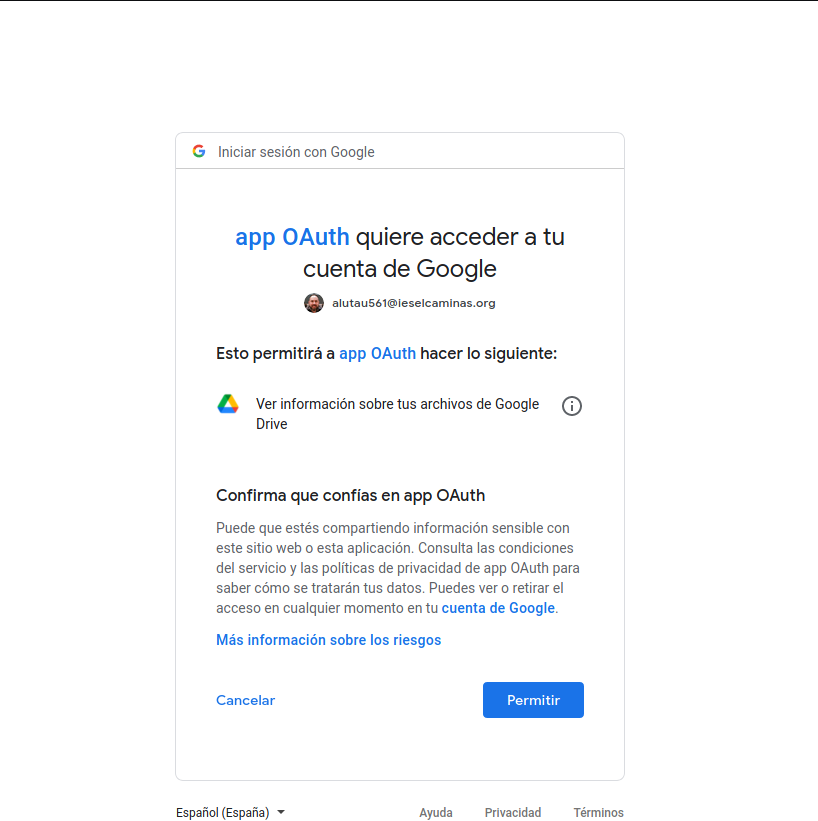 Iniciar sesión con Google
app OAuth quiere acceder a tu
cuenta de Google
alutau561@ieselcaminas.org
Esto permitirá a app OAuth hacer lo siguiente:
Ver información sobre tus archivos de Google
Drive
Confirma que confías en app OAuth
Puede que estés compartiendo información sensible con
este sitio web o esta aplicación. Consulta las condiciones
del servicio y las políticas de privacidad de app OAuth para
saber cómo se tratarán tus datos. Puedes ver o retirar el
acceso en cualquier momento en tu cuenta de Google.
Más información sobre los riesgos
Cancelar Permitir
Español (España) Ayuda Privacidad Términos